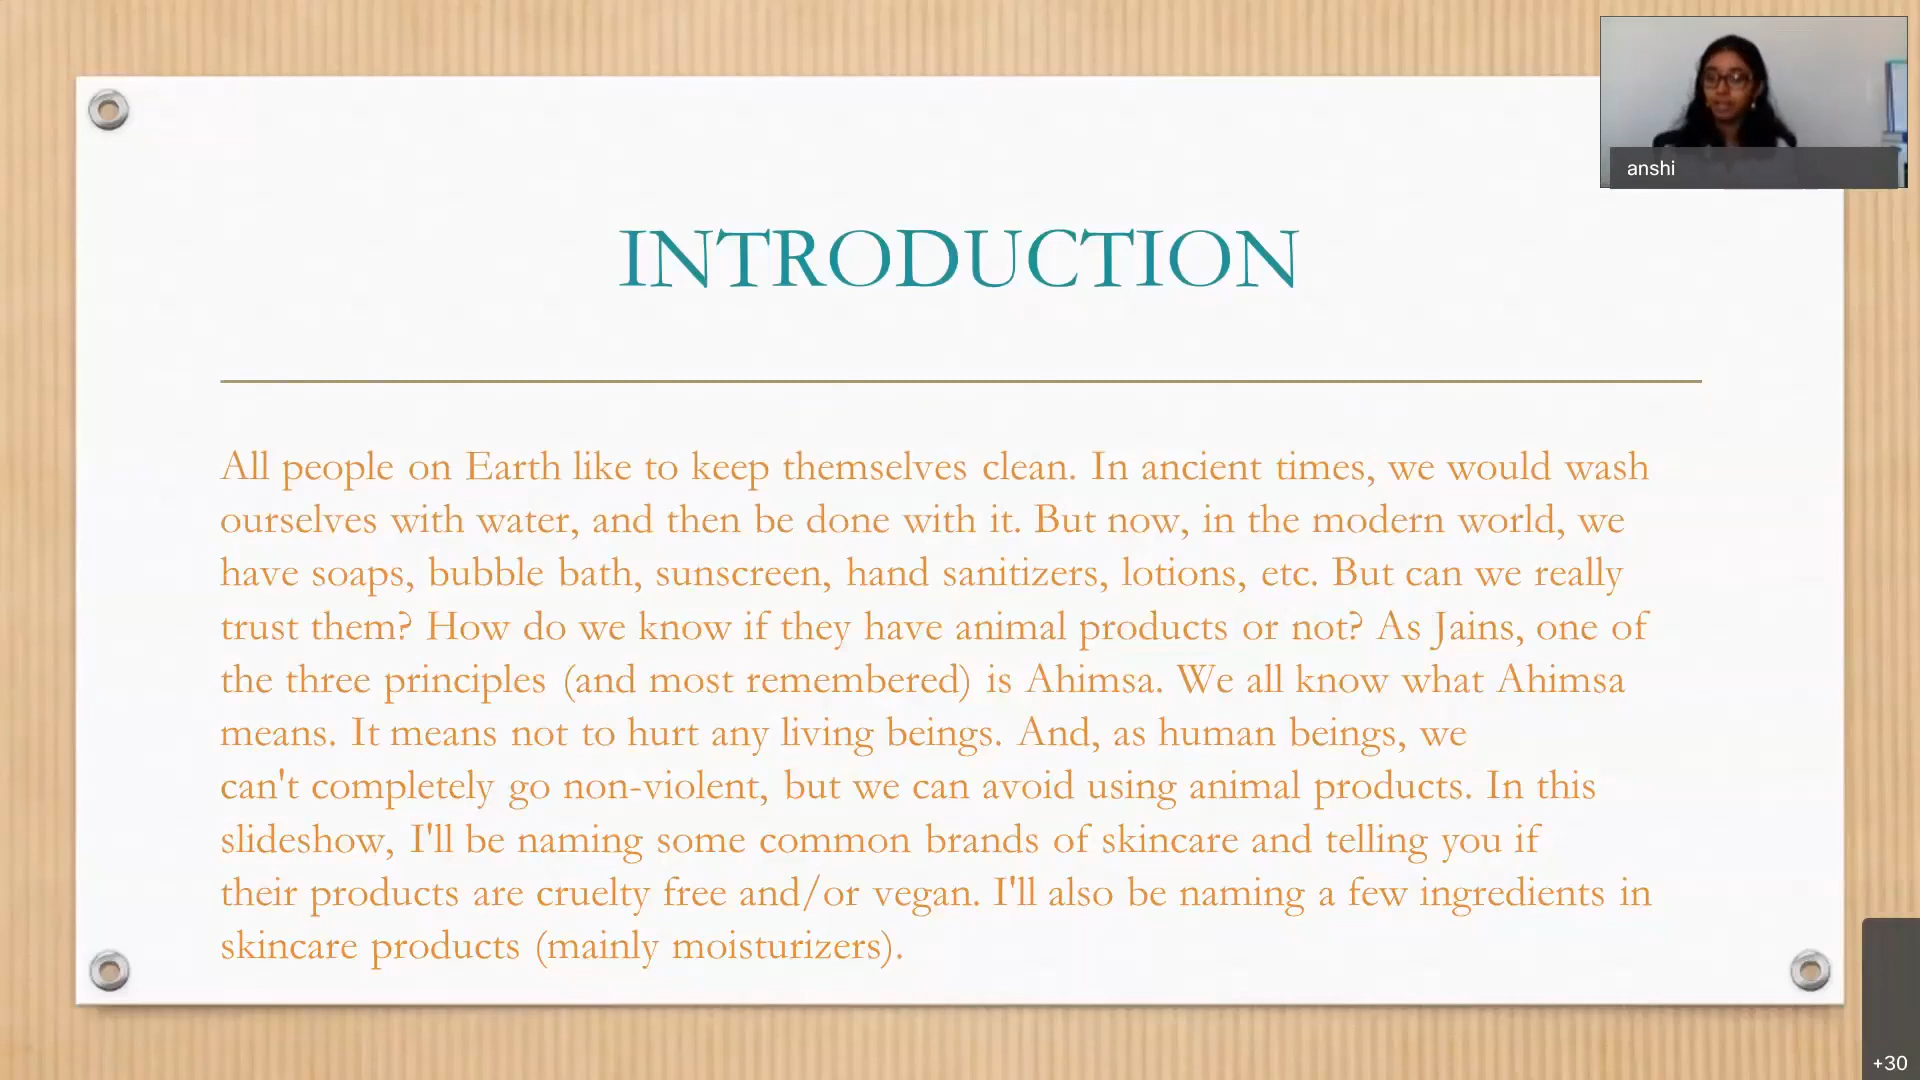 anshi
INTRODUCTION
All people on Earth like to keep themselves clean. In ancient times, we would wash
ourselves with water, and then be done with it. But now, in the modern world, we
have soaps, bubble bath, sunscreen, hand sanitizers, lotions, etc. But can we really
trust them? How do we know if they have animal products or not? As Jains, one of
the three principles (and most remembered) is Ahimsa. We all know what Ahimsa
means. It means not to hurt any living beings. And, as human beings, we
can't completely go non-violent, but we can avoid using animal products. In this
slideshow, I'll be naming some common brands of skincare and telling you if
their products are cruelty free and/or vegan. I'll also be naming a few ingredients in
skincare products (mainly moisturizers).
+30